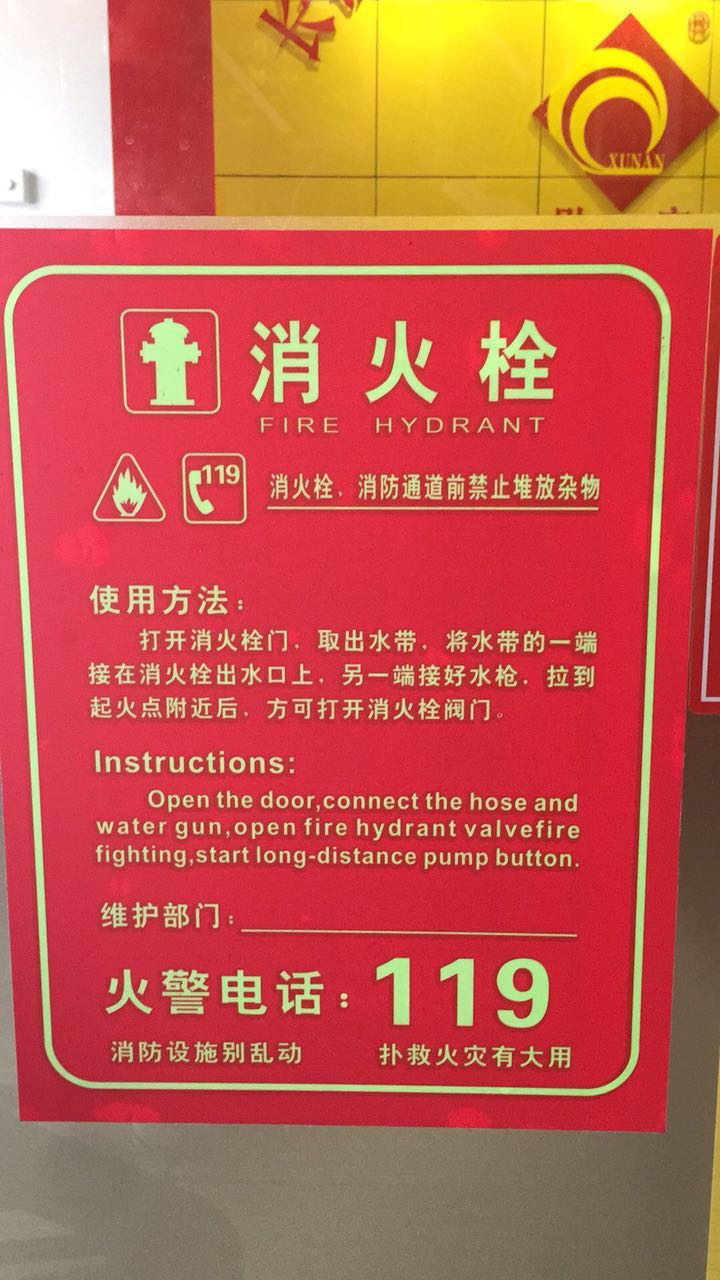 XUNAN
消火栓
FIRE HYDRANT
119
消火栓、消防通道前禁止堆放杂物
使用方法：
打开消火栓门，取出水带，将水带的一端
接在消火栓出水口上，另一端接好水枪，拉到
起火点附近后，方可打开消火栓阀门。
Instructions:
Open the door,connect the hose and
water gun,open fire hydrant valvefire
fighting,start long-distance pump button.
维护部门：
火警电话：119
消防设施别乱动 扑救火灾有大用